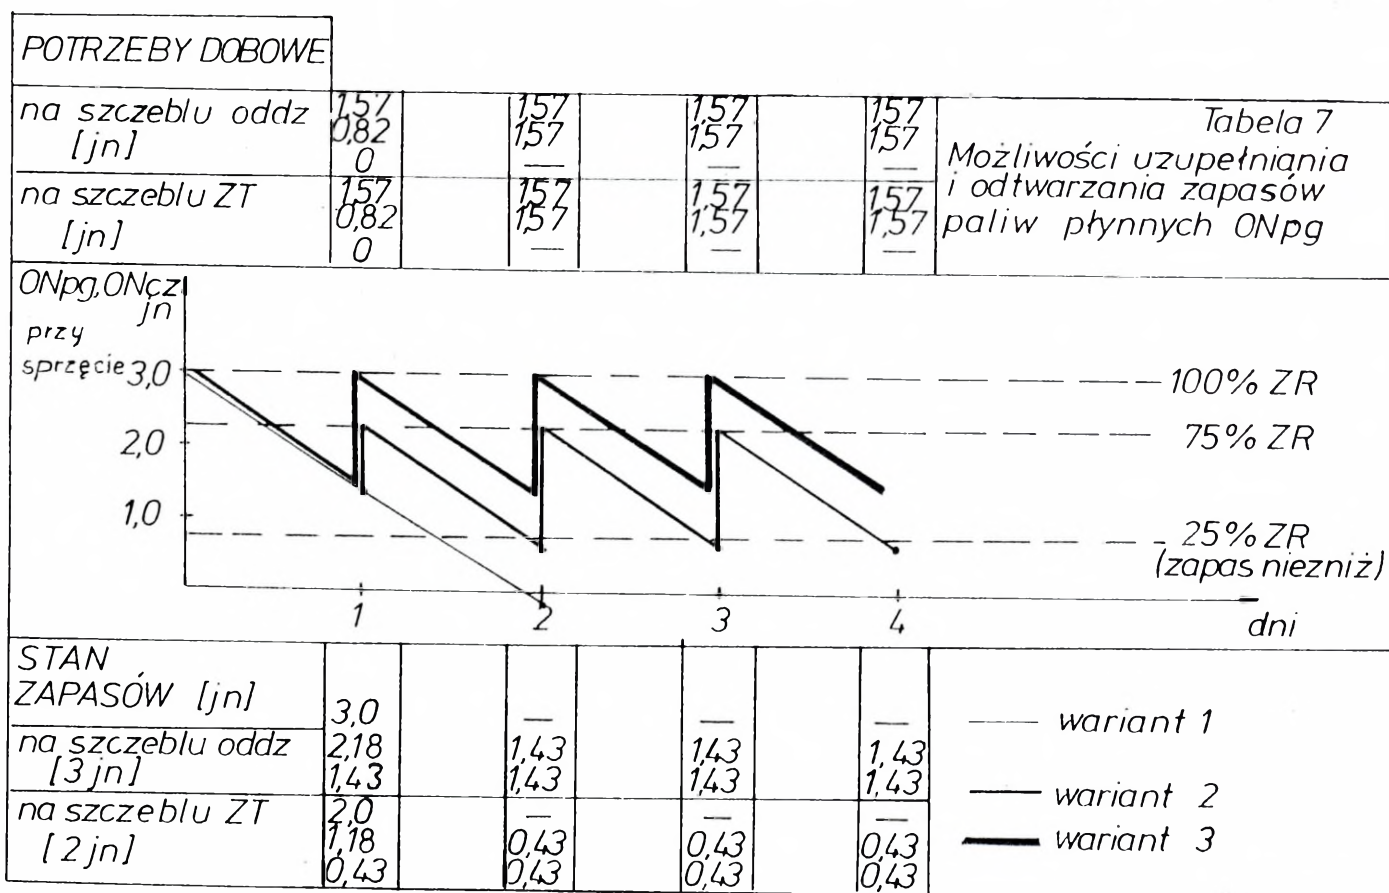 POTRZEBY DOBOWE
na szczeblu oddz
[jn]
1,57 1,57 1,57 1,57
0,82 1,57 1,57 1,57
0 — — —
na szczeblu ZT
[jn]
1,57 1,57 1,57 1,57
0,82 1,57 1,57 1,57
0 — — —
Tabela 7
Możliwości uzupełniania
i odtwarzania zapasów
paliw płynnych ONpg
ONpg,ONcz
jn
przy
sprzęcie
3,0
2,0
1,0
100% ZR
75% ZR
25% ZR
(zapas niezniż)
1 2 3 4 dni
STAN
ZAPASÓW [jn]
na szczeblu oddz
[3 jn]
3,0 — — —
2,18 1,43 1,43 1,43
1,43 1,43 1,43 1,43
na szczeblu ZT
[2 jn]
2,0 — — —
1,18 0,43 0,43 0,43
0,43 0,43 0,43 0,43
wariant 1
wariant 2
wariant 3